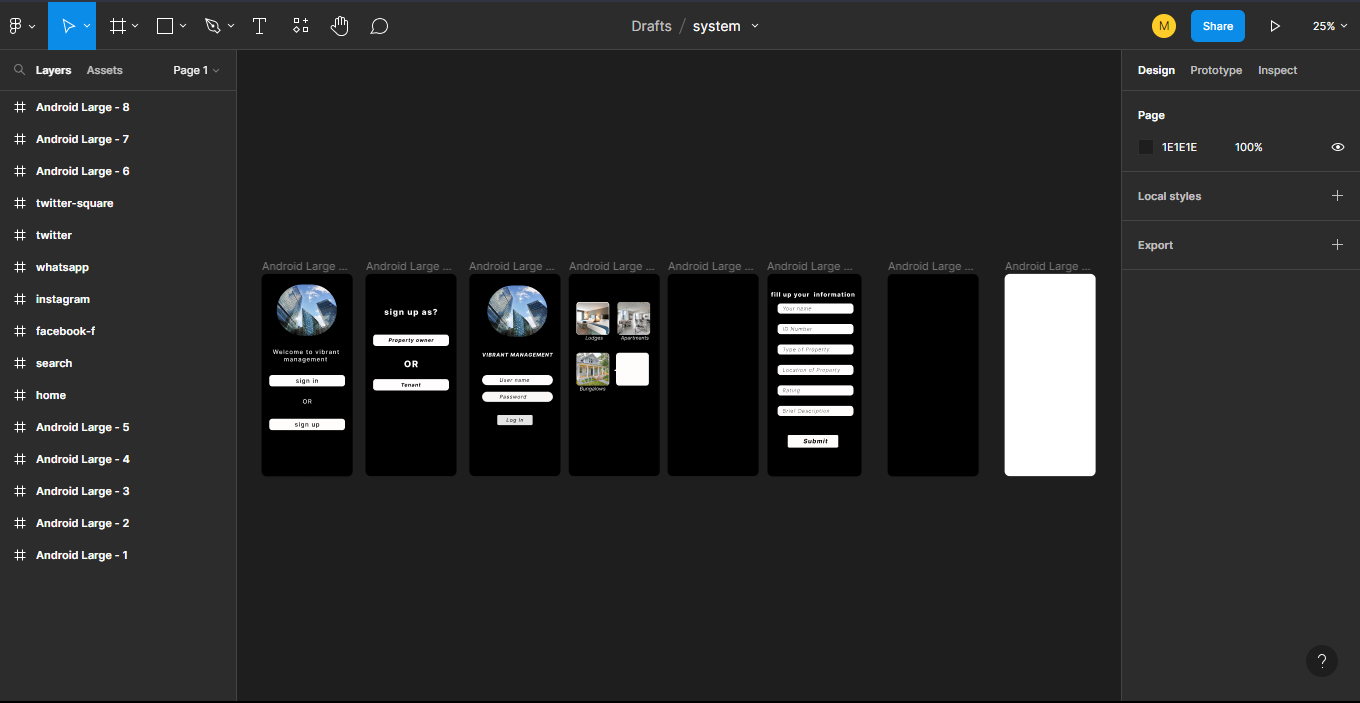 Drafts / system
M
Share
25%
Layers
Assets
Page 1
Android Large - 8
Android Large - 7
Android Large - 6
twitter-square
twitter
whatsapp
instagram
facebook-f
search
home
Android Large - 5
Android Large - 4
Android Large - 3
Android Large - 2
Android Large - 1
Android Large ...
Welcome to vibrant
management
sign in
OR
sign up
Android Large ...
sign up as?
Property owner
OR
Tenant
Android Large ...
VIBRANT MANAGEMENT
User name
Password
Log in
Android Large ...
Lodges
Apartments
Bungalows
Android Large ...
Android Large ...
fill up your information
Your name
ID Number
Type of Property
Location of Property
Rating
Brief Description
Submit
Android Large ...
Android Large ...
Design
Prototype
Inspect
Page
1E1E1E
100%
Local styles
Export
?